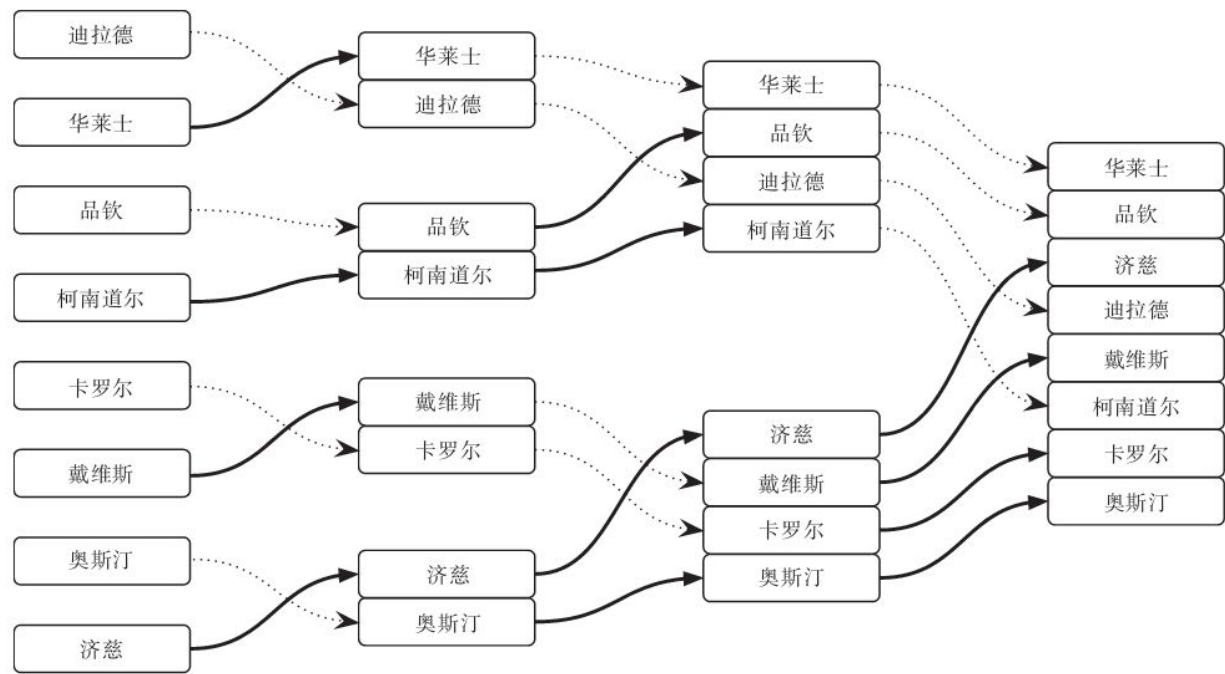 迪拉德
华莱士
品钦
柯南道尔
卡罗尔
戴维斯
奥斯汀
济慈
华莱士
迪拉德
品钦
柯南道尔
戴维斯
卡罗尔
济慈
奥斯汀
华莱士
品钦
迪拉德
柯南道尔
济慈
戴维斯
卡罗尔
奥斯汀
华莱士
品钦
济慈
迪拉德
戴维斯
柯南道尔
卡罗尔
奥斯汀